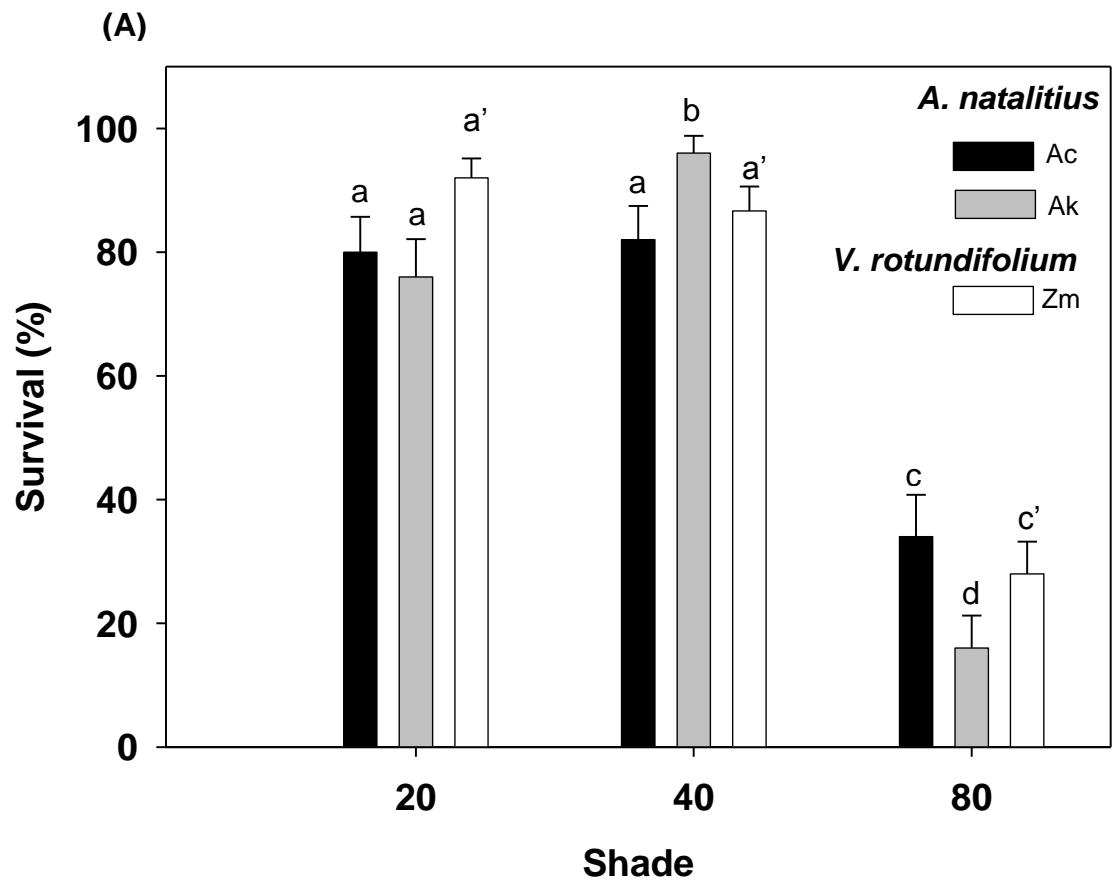 (A)
A. natalitius
Ac
Ak
V. rotundifolium
Zm
Survival (%)
100
80
60
40
20
0
a
a
a’
a
b
a’
c
d
c’
20
40
80
Shade